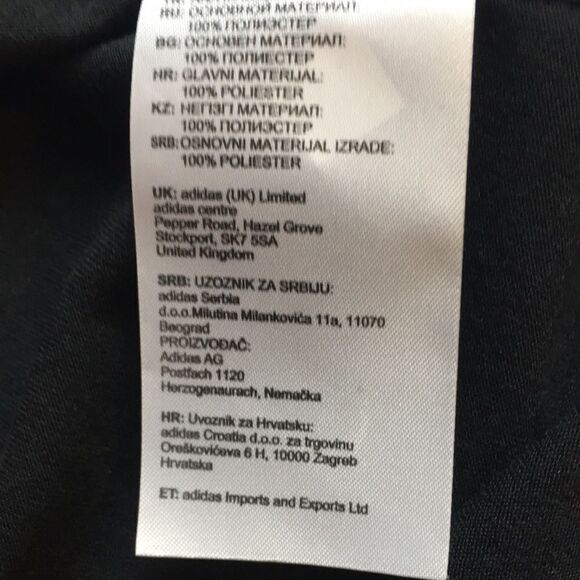 RU: ОСНОВНОЙ МАТЕРИАЛ:
100% ПОЛИЭСТЕР
BG: ОСНОВЕН МАТЕРИАЛ:
100% ПОЛИЕСТЕР
HR: GLAVNI MATERIJAL:
100% POLIESTER
KZ: НЕГІЗГІ МАТЕРИАЛ:
100% ПОЛИЭСТЕР
SRB:OSNOVNI MATERIJAL IZRADE:
100% POLIESTER
UK: adidas (UK) Limited
adidas centre
Pepper Road, Hazel Grove
Stockport, SK7 5SA
United Kingdom
SRB: UZOZNIK ZA SRBIJU:
adidas Serbia
d.o.o.Milutina Milankovića 11a, 11070
Beograd
PROIZVOĐAČ:
Adidas AG
Postfach 1120
Herzogenaurach, Nemačka
HR: Uvoznik za Hrvatsku:
adidas Croatia d.o.o. za trgovinu
Oreškovićeva 6 H, 10000 Zagreb
Hrvatska
ET: adidas Imports and Exports Ltd